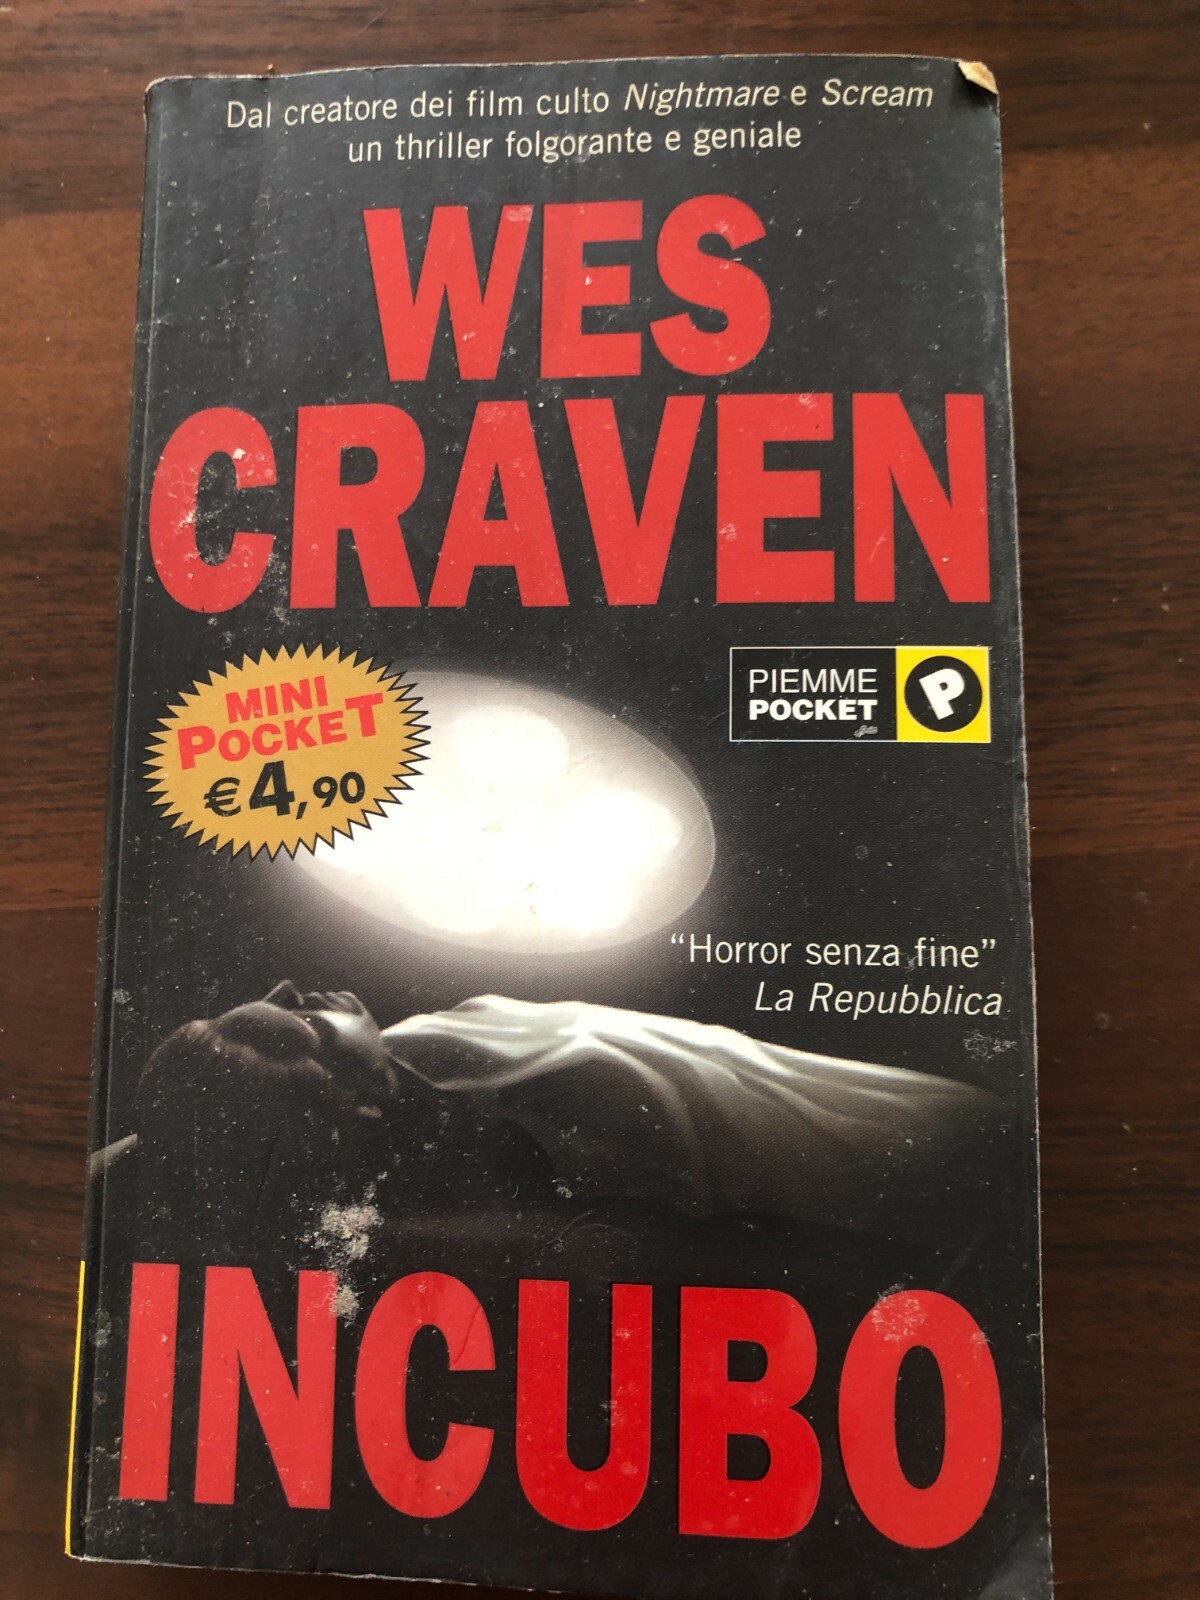 Dal creatore dei film culto Nightmare e Scream
un thriller folgorante e geniale
WES
CRAVEN
MINI
POCKET
€4,90
PIEMME
POCKET
P
“Horror senza fine”
La Repubblica
INCUBO